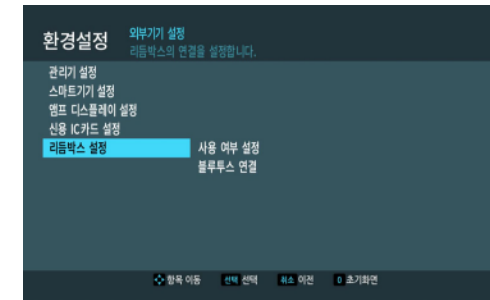 환경설정
외부기기 설정
리듬박스의 연결을 설정합니다.
관리기 설정
스마트기기 설정
앰프 디스플레이 설정
신용 IC카드 설정
리듬박스 설정 사용 여부 설정
블루투스 연결
항목 이동 선택 선택 취소 이전 0 초기화면